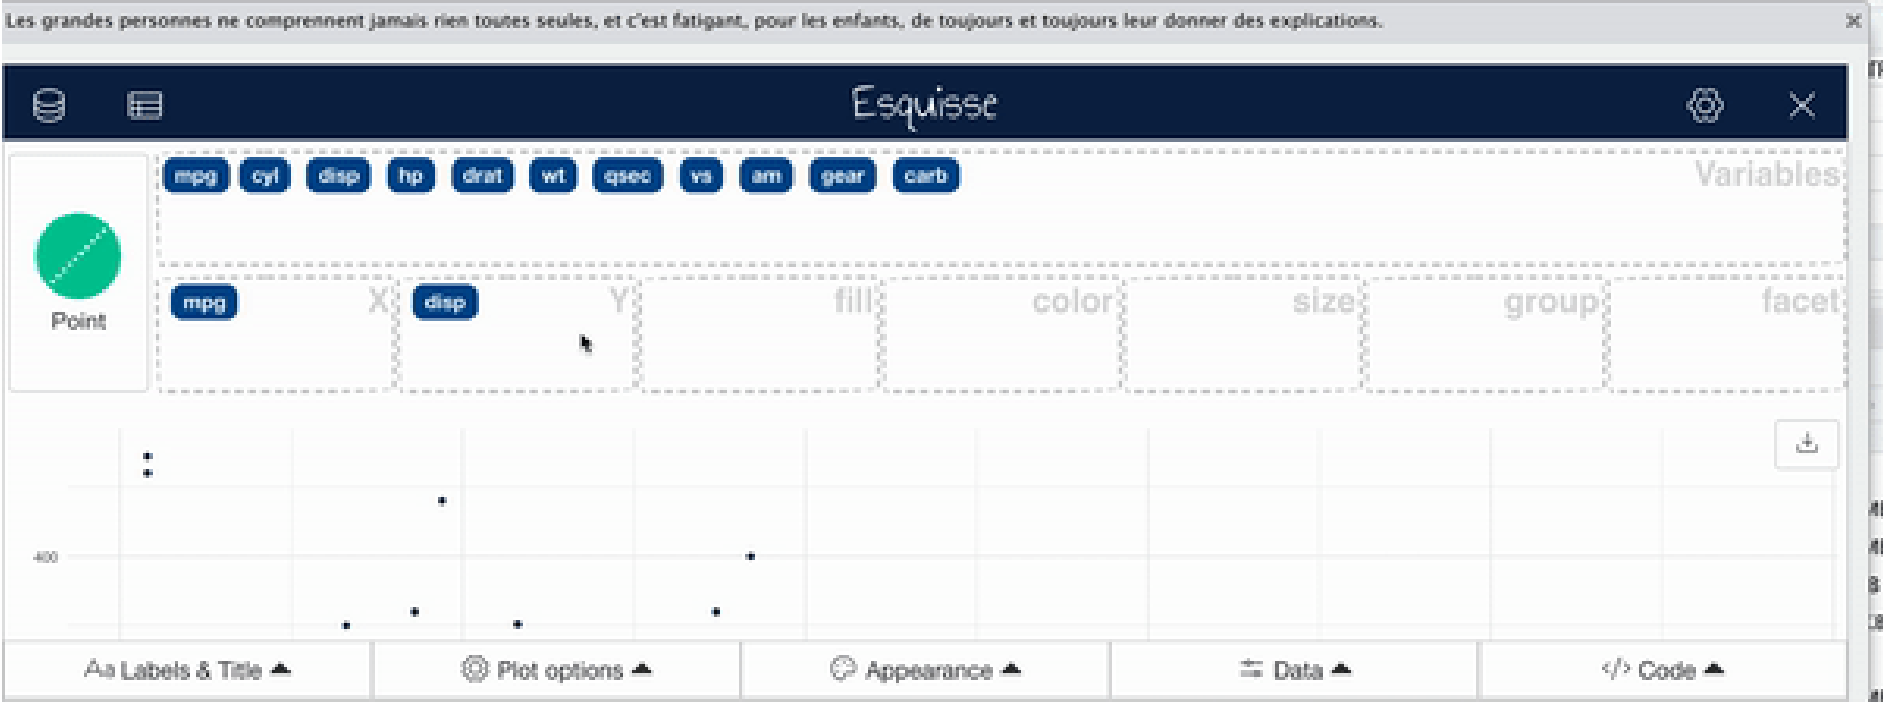 Les grandes personnes ne comprennent jamais rien toutes seules, et c'est fatigant, pour les enfants, de toujours et toujours leur donner des explications.
Esquisse
mpg cyl disp hp drat wt qsec vs am gear carb Variables
mpg X disp Y fill color size group facet
Point
400
Aa Labels & Title Plot options Appearance Data </> Code